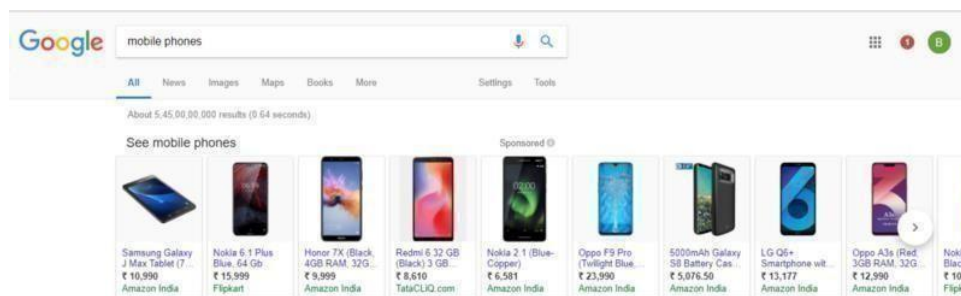 Google
mobile phones
1
B
All News Images Maps Books More Settings Tools
About 5,45,00,00,000 results (0.64 seconds)
See mobile phones
Sponsored
Samsung Galaxy
J Max Tablet (7...
₹ 10,990
Amazon India
Nokia 6.1 Plus
Blue, 64 Gb
₹ 15,999
Flipkart
Honor 7X (Black,
4GB RAM, 32G...
₹ 9,999
Amazon India
Redmi 6 32 GB
(Black) 3 GB...
₹ 8,610
TataCLiQ.com
Nokia 2.1 (Blue-
Copper)
₹ 6,581
Amazon India
Oppo F9 Pro
(Twilight Blue,...
₹ 23,990
Amazon India
5000mAh Galaxy
S8 Battery Cas...
₹ 5,076.50
Amazon India
LG Q6+
Smartphone wit...
₹ 13,177
Amazon India
Oppo A3s (Red,
3GB RAM, 32G...
₹ 12,990
Amazon India
Noki
Blac
₹ 10
Flip